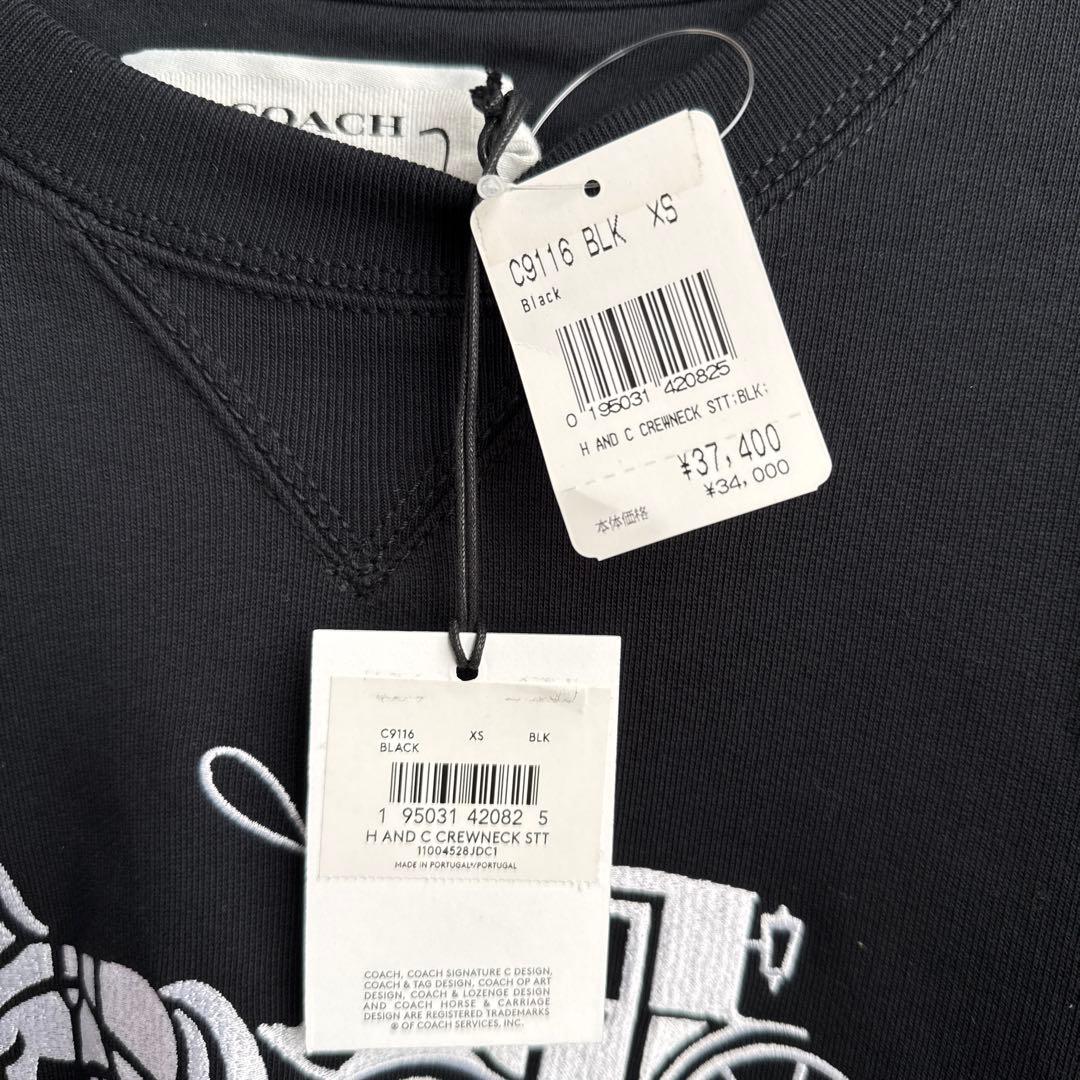 COACH
C9116 BLK XS
Black
0 195031 420825
H AND C CREWNECK STT;BLK;
¥37,400
¥34,000
本体価格
C9116 XS BLK
BLACK
1 95031 42082 5
H AND C CREWNECK STT
11004528JDC1
MADE IN PORTUGAL*/PORTUGAL
COACH, COACH SIGNATURE C DESIGN,
COACH & TAG DESIGN, COACH OP ART
DESIGN, COACH & LOZENGE DESIGN
AND COACH HORSE & CARRIAGE
DESIGN ARE REGISTERED TRADEMARKS
® OF COACH SERVICES, INC.